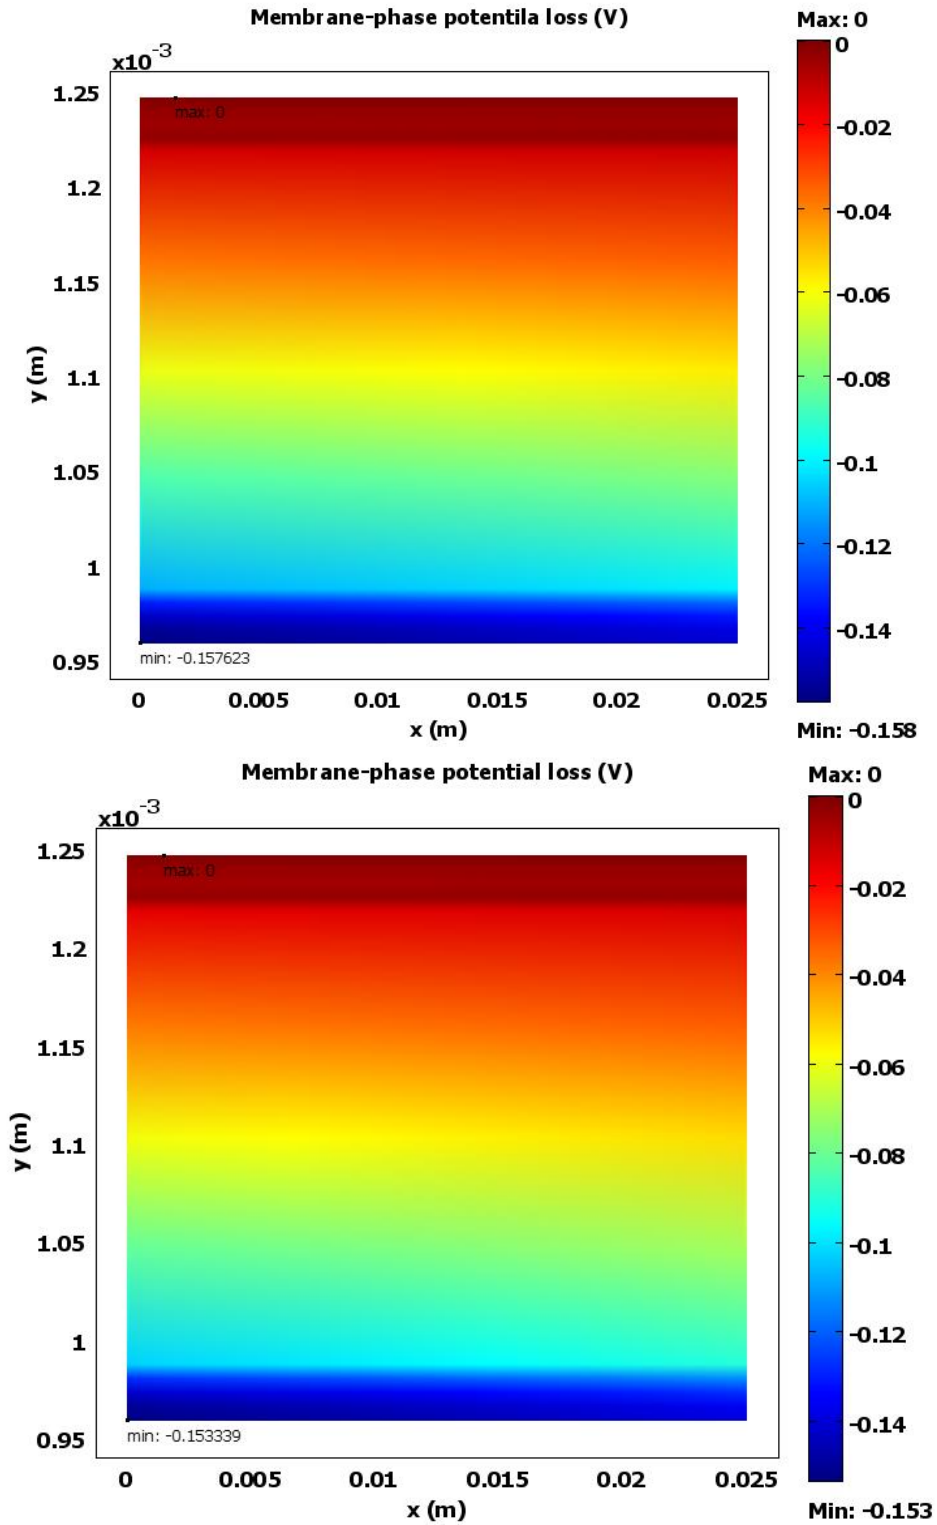 Membrane-phase potentila loss (V)
Max: 0
x10-3
1.25
1.2
1.15
1.1
1.05
1
0.95
y (m)
max: 0
min: -0.157623
0
0.005
0.01
0.015
0.02
0.025
x (m)
0
-0.02
-0.04
-0.06
-0.08
-0.1
-0.12
-0.14
Min: -0.158
Membrane-phase potential loss (V)
Max: 0
x10-3
1.25
1.2
1.15
1.1
1.05
1
0.95
y (m)
max: 0
min: -0.153339
0
0.005
0.01
0.015
0.02
0.025
x (m)
0
-0.02
-0.04
-0.06
-0.08
-0.1
-0.12
-0.14
Min: -0.153